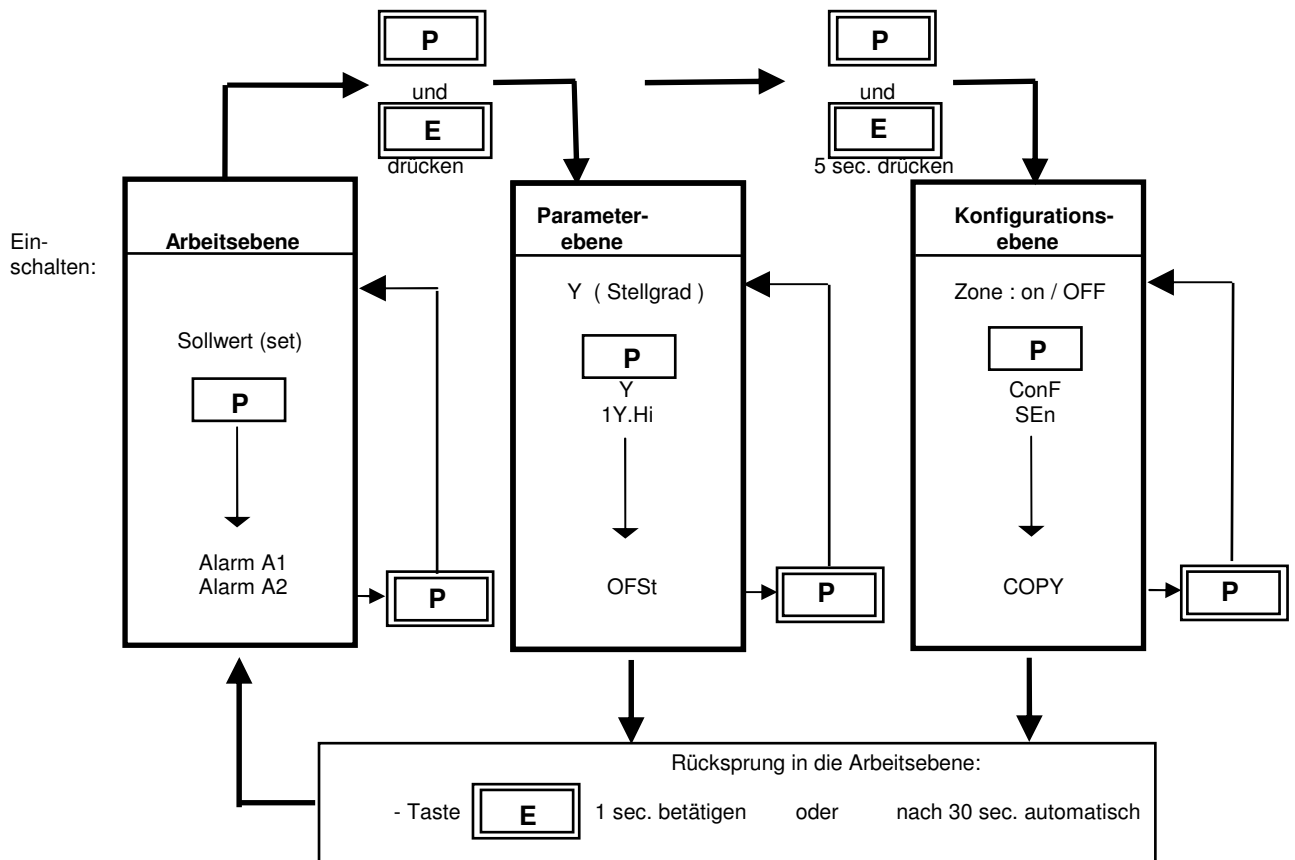 P
und
E
drücken
P
und
E
5 sec. drücken
Ein-
schalten:
Arbeitsebene
Sollwert (set)
P
Alarm A1
Alarm A2
P
Parameter-
ebene
Y ( Stellgrad )
P
Y
1Y.Hi
OFSt
P
Konfigurations-
ebene
Zone : on / OFF
P
ConF
SEn
COPY
P
Rücksprung in die Arbeitsebene:
- Taste E 1 sec. betätigen oder nach 30 sec. automatisch